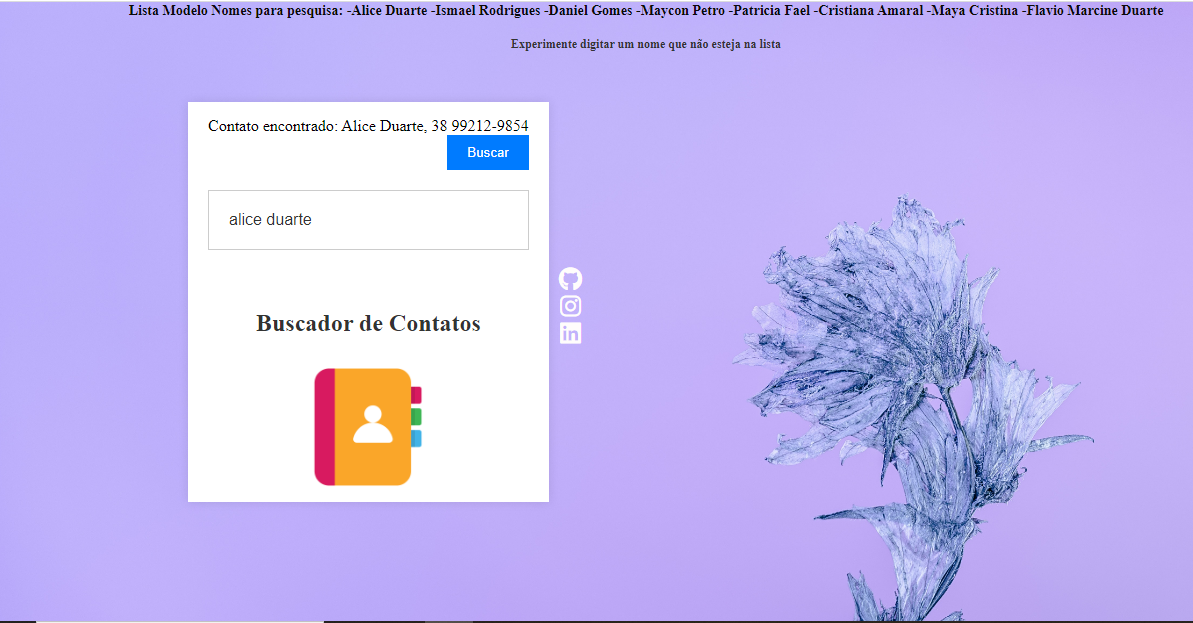 Lista Modelo Nomes para pesquisa: -Alice Duarte -Ismael Rodrigues -Daniel Gomes -Maycon Petro -Patricia Fael -Cristiana Amaral -Maya Cristina -Flavio Marcine Duarte
Experimente digitar um nome que não esteja na lista
Contato encontrado: Alice Duarte, 38 99212-9854
Buscar
alice duarte
Buscador de Contatos